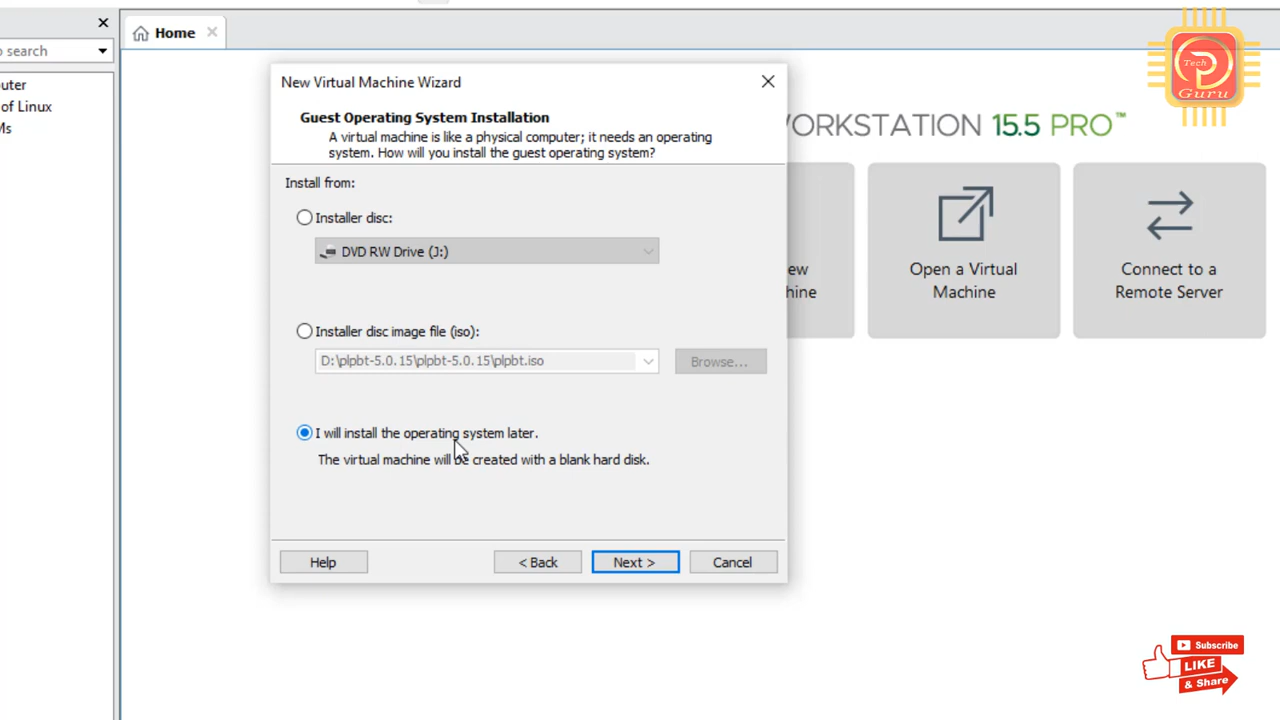 o search
Home
uter
of Linux
Ms
Tech
Guru
New Virtual Machine Wizard
Guest Operating System Installation
A virtual machine is like a physical computer; it needs an operating
system. How will you install the guest operating system?
Install from:
Installer disc:
DVD RW Drive (J:)
Installer disc image file (iso):
D:\plpbt-5.0.15\plpbt-5.0.15\plpbt.iso
Browse...
I will install the operating system later.
The virtual machine will be created with a blank hard disk.
Help
< Back
Next >
Cancel
ORKSTATION 15.5 PRO™
ew
hine
Open a Virtual
Machine
Connect to a
Remote Server
Subscribe
LIKE
& Share